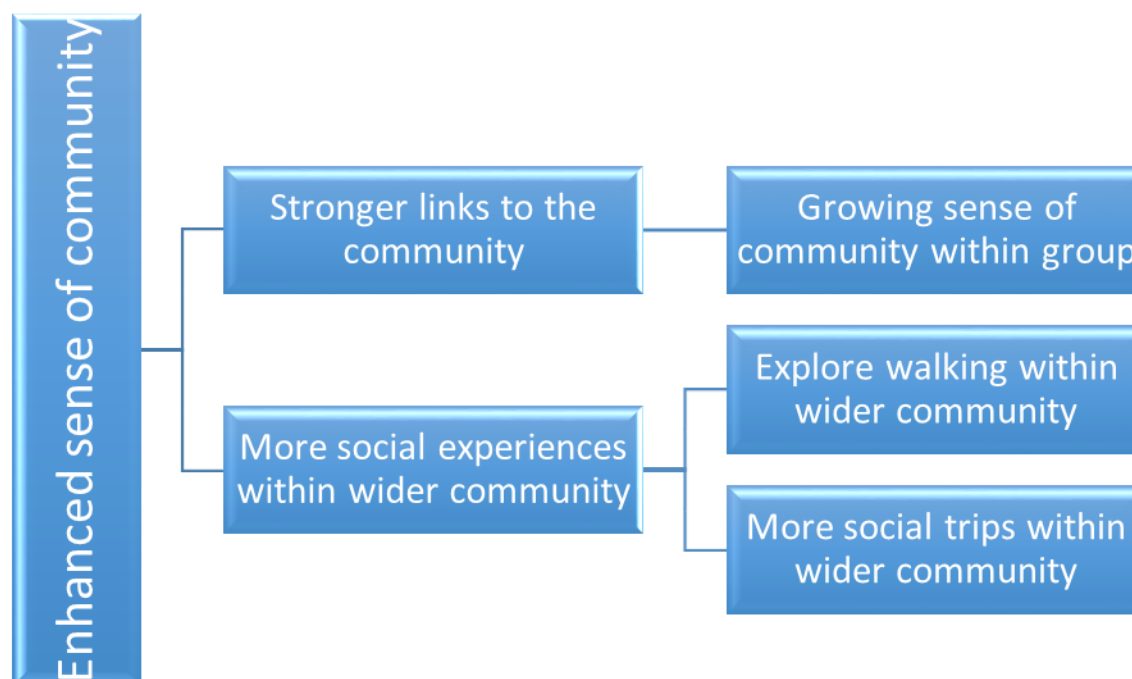 Enhanced sense of community
Stronger links to the
community
Growing sense of
community within group
More social experiences
within wider community
Explore walking within
wider community
More social trips within
wider community